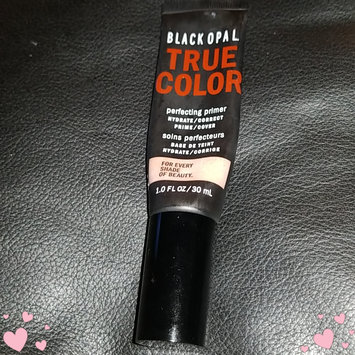 BLACK OPAL
TRUE
COLOR
perfecting primer
HYDRATE/CORRECT
PRIME/COVER
soins perfecteurs
BASE DE TEINT
HYDRATE/CORRIGE
FOR EVERY
SHADE
OF BEAUTY.
1.0 FL OZ/30 mL